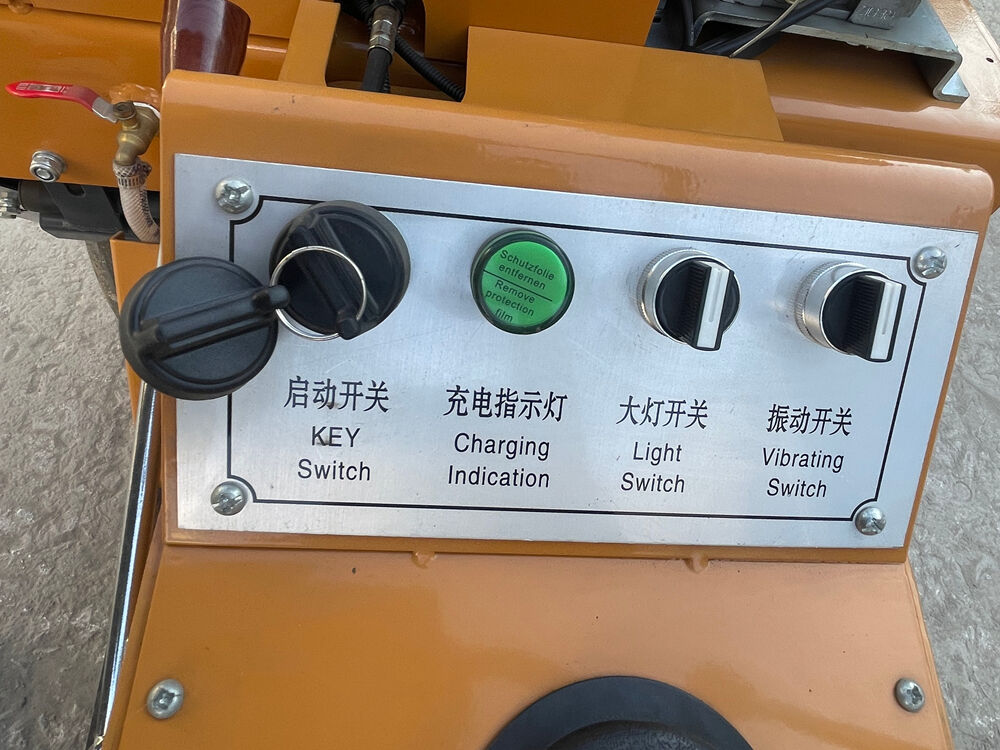 Schutzfolie
entfernen
Remove
protection
film
启动开关
KEY
Switch
充电指示灯
Charging
Indication
大灯开关
Light
Switch
振动开关
Vibrating
Switch